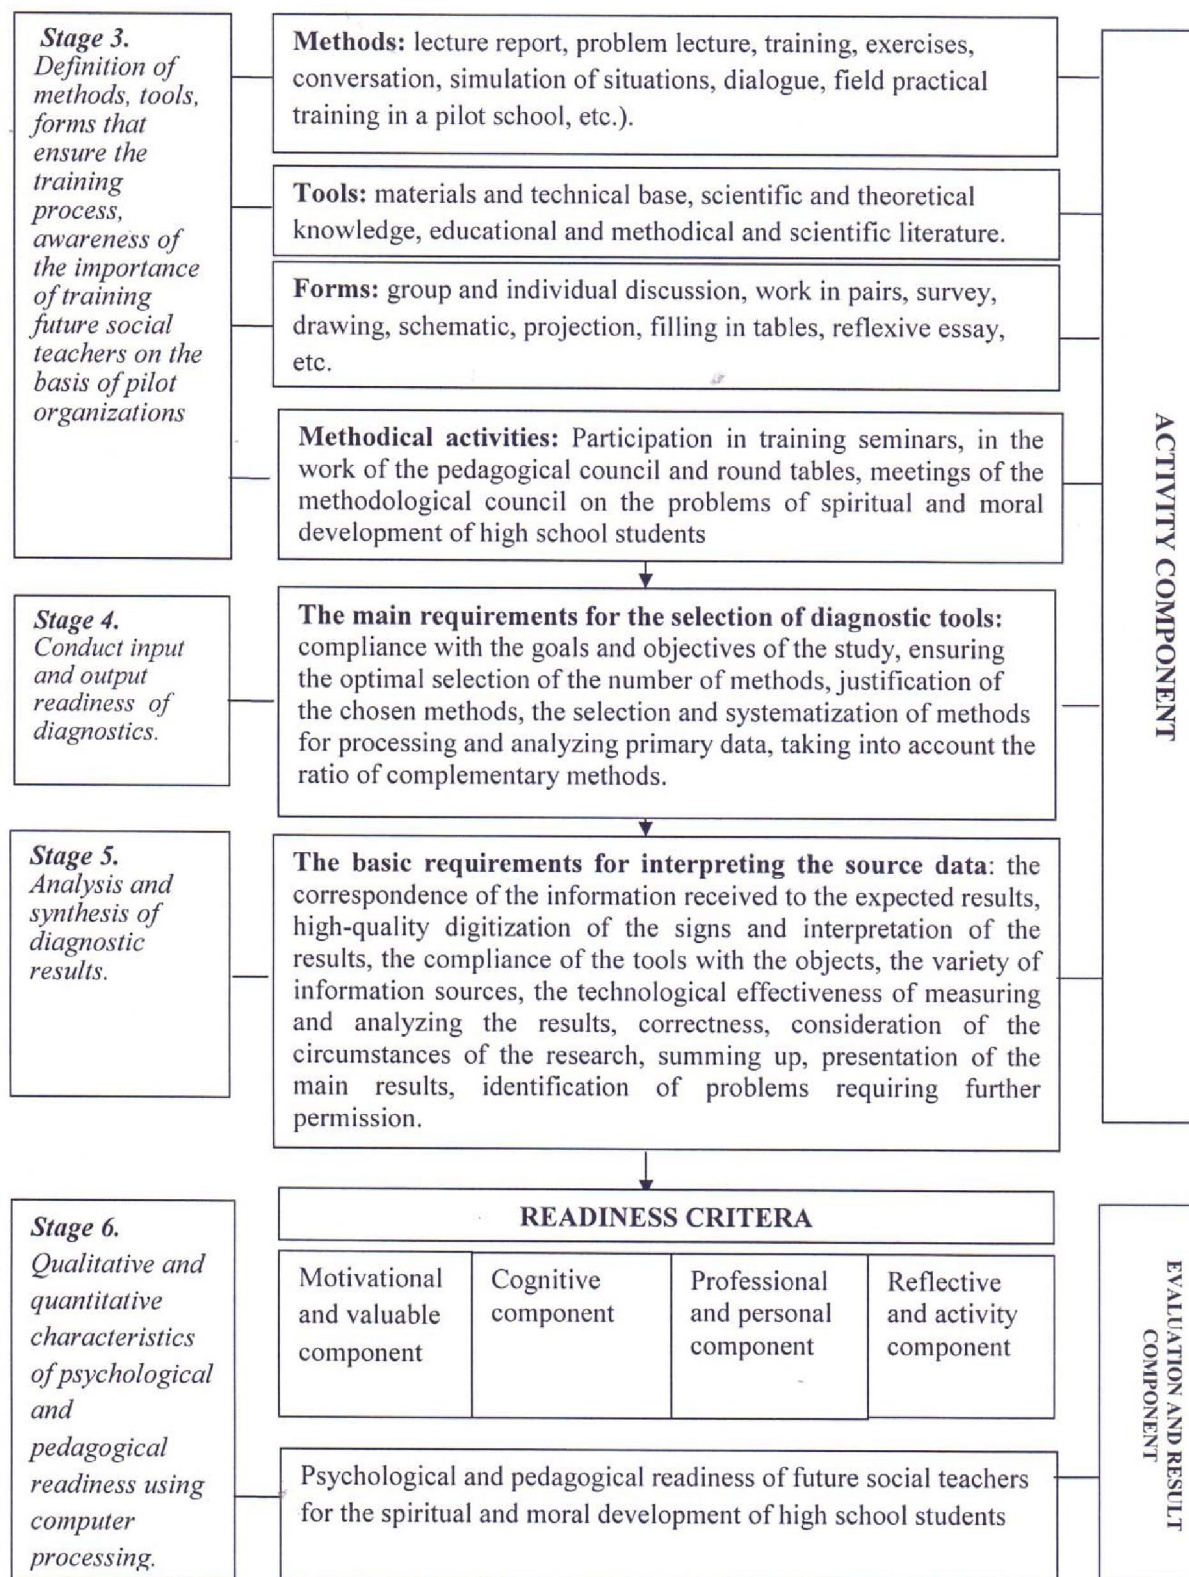 Stage 3.
Definition of
methods, tools,
forms that
ensure the
training
process,
awareness of
the importance
of training
future social
teachers on the
basis of pilot
organizations
Methods: lecture report, problem lecture, training, exercises,
conversation, simulation of situations, dialogue, field practical
training in a pilot school, etc.).
Tools: materials and technical base, scientific and theoretical
knowledge, educational and methodical and scientific literature.
Forms: group and individual discussion, work in pairs, survey,
drawing, schematic, projection, filling in tables, reflexive essay,
etc.
Methodical activities: Participation in training seminars, in the
work of the pedagogical council and round tables, meetings of the
methodological council on the problems of spiritual and moral
development of high school students
ACTIVITY COMPONENT
Stage 4.
Conduct input
and output
readiness of
diagnostics.
The main requirements for the selection of diagnostic tools:
compliance with the goals and objectives of the study, ensuring
the optimal selection of the number of methods, justification of
the chosen methods, the selection and systematization of methods
for processing and analyzing primary data, taking into account the
ratio of complementary methods.
Stage 5.
Analysis and
synthesis of
diagnostic
results.
The basic requirements for interpreting the source data: the
correspondence of the information received to the expected results,
high-quality digitization of the signs and interpretation of the
results, the compliance of the tools with the objects, the variety of
information sources, the technological effectiveness of measuring
and analyzing the results, correctness, consideration of the
circumstances of the research, summing up, presentation of the
main results, identification of problems requiring further
permission.
Stage 6.
Qualitative and
quantitative
characteristics
of psychological
and
pedagogical
readiness using
computer
processing.
READINESS CRITERA
Motivational
and valuable
component
Cognitive
component
Professional
and personal
component
Reflective
and activity
component
Psychological and pedagogical readiness of future social teachers
for the spiritual and moral development of high school students
EVALUATION AND RESULT
COMPONENT